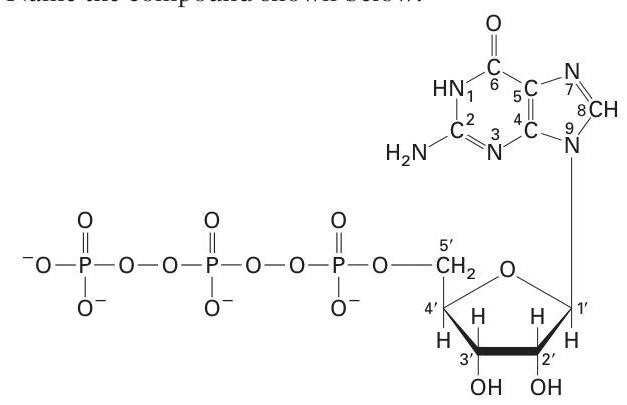 Name the compound shown below.
O
C
6
HN 1
C 5
N 7
8 CH
C 2
4 C
N 3
9 N
H₂N
O O O
⁻O—P—O—O—P—O—O—P—O—CH₂ 5′
O⁻ O⁻ O⁻
O
4′ H H 1′
H H
3′ 2′
OH OH